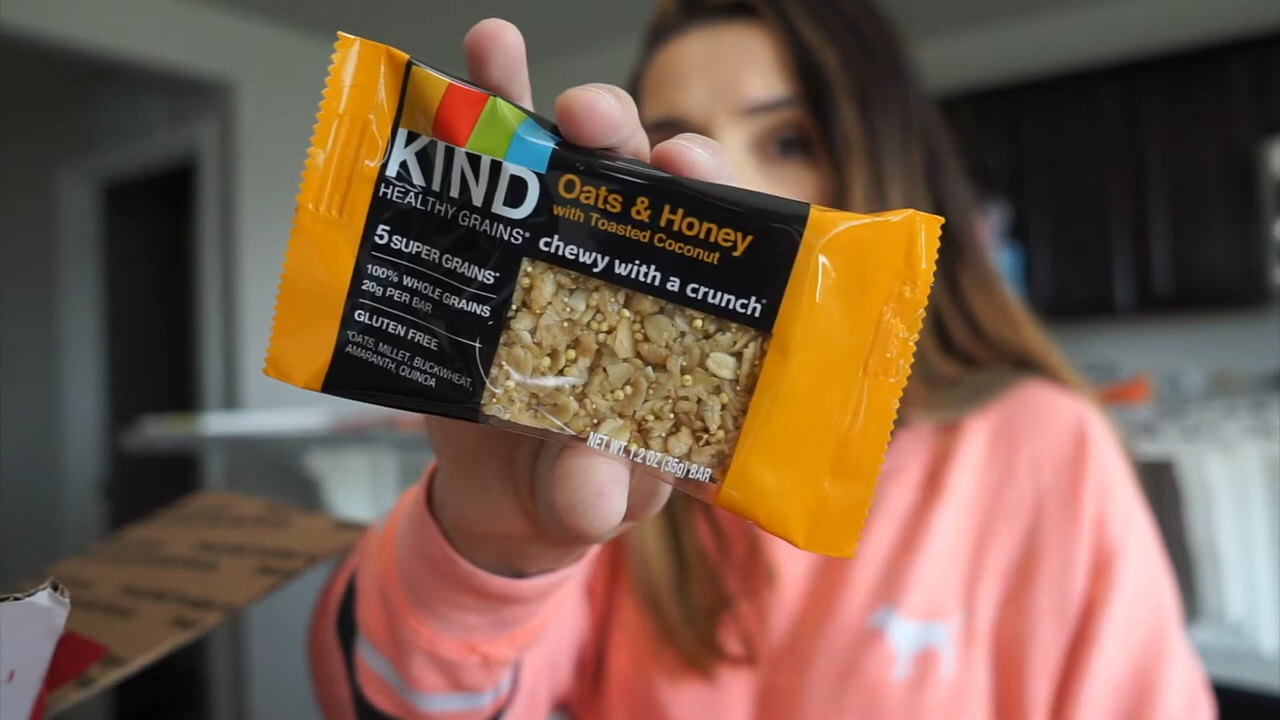 KIND
HEALTHY GRAINS®
5 SUPER GRAINS*
100% WHOLE GRAINS
20g PER BAR
GLUTEN FREE
*OATS, MILLET, BUCKWHEAT,
AMARANTH, QUINOA
Oats & Honey
with Toasted Coconut
chewy with a crunch®
NET WT. 1.2 OZ (35g) BAR